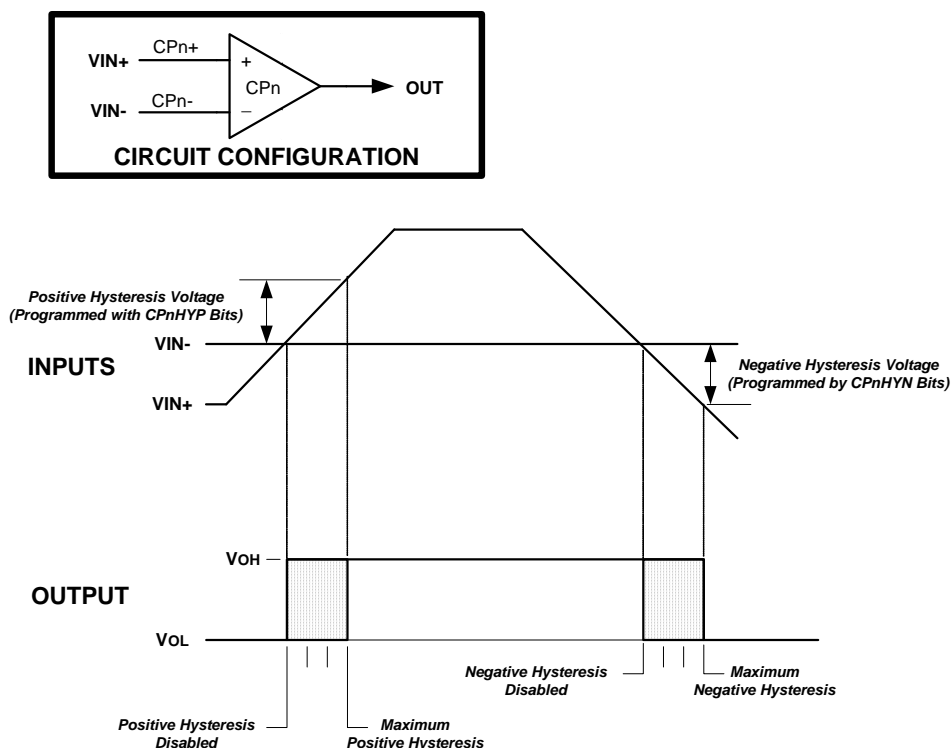 CPn+
VIN+
+
CPn
OUT
CPn-
VIN-
–
CIRCUIT CONFIGURATION
Positive Hysteresis Voltage
(Programmed with CPnHYP Bits)
VIN-
INPUTS
Negative Hysteresis Voltage
(Programmed by CPnHYN Bits)
VIN+
VOH
OUTPUT
VOL
Negative Hysteresis
Disabled
Maximum
Negative Hysteresis
Positive Hysteresis
Disabled
Maximum
Positive Hysteresis